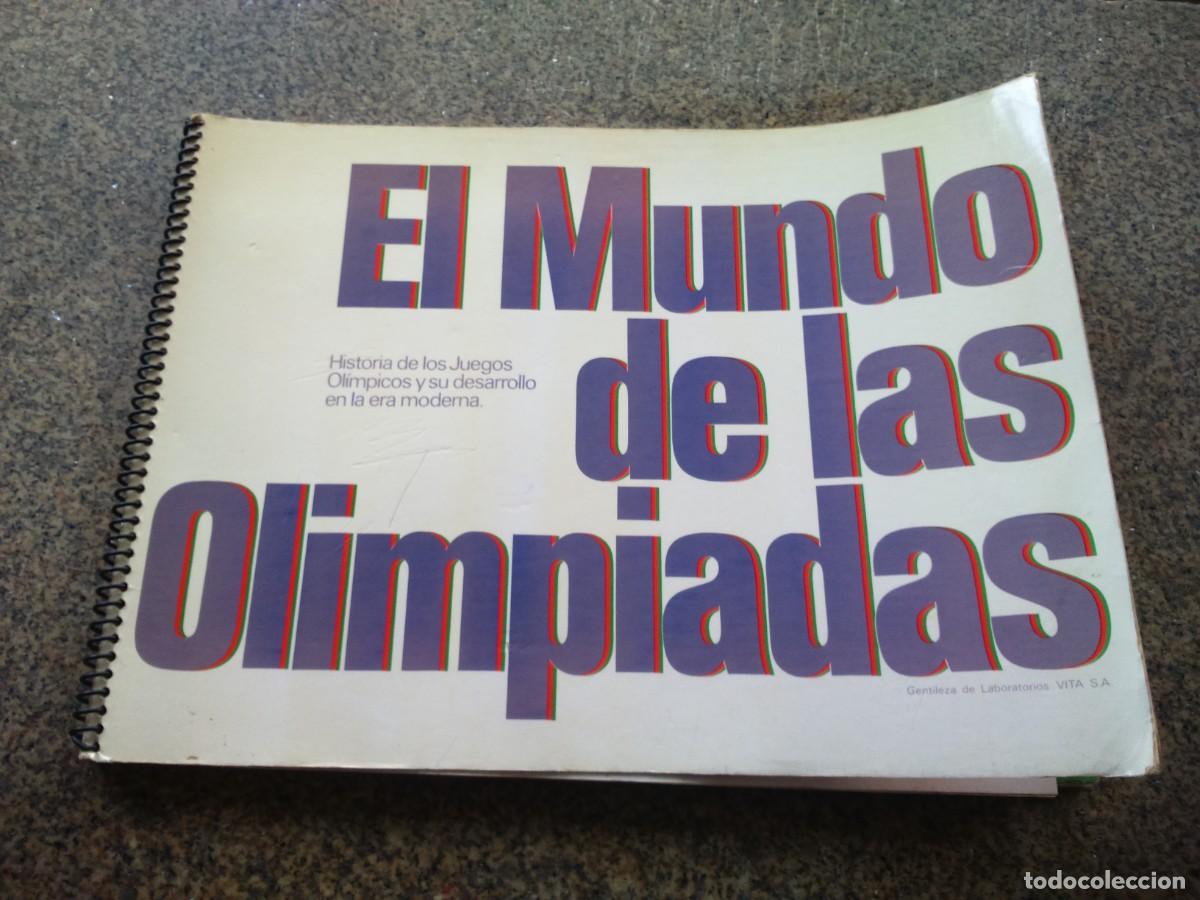 El Mundo
de las
Olimpiadas
Historia de los Juegos
Olímpicos y su desarrollo
en la era moderna.
Gentileza de Laboratorios VITA S.A.
todocoleccion